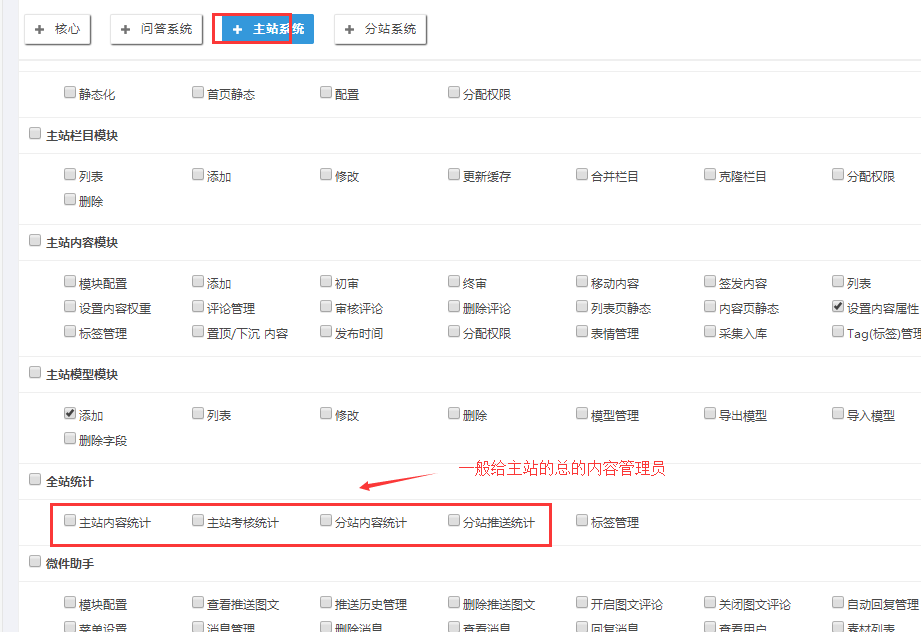 + 核心 + 问答系统 + 主站系统 + 分站系统
静态化 首页静态 配置 分配权限
主站栏目模块
列表 添加 修改 更新缓存 合并栏目 克隆栏目 分配权限
删除
主站内容模块
模块配置 添加 初审 终审 移动内容 签发内容 列表
设置内容权重 评论管理 审核评论 删除评论 列表页静态 内容页静态 设置内容属性
标签管理 置顶/下沉 内容 发布时间 分配权限 表情管理 采集入库 Tag(标签)管理
主站模型模块
添加 列表 修改 删除 模型管理 导出模型 导入模型
删除字段
一般给主站的总的内容管理员
全站统计
主站内容统计 主站考核统计 分站内容统计 分站推送统计 标签管理
微件助手
模块配置 查看推送图文 推送历史管理 删除推送图文 开启图文评论 关闭图文评论 自动回复管理
菜单设置 消息管理 删除消息 查看消息 回复消息 查看用户 素材列表